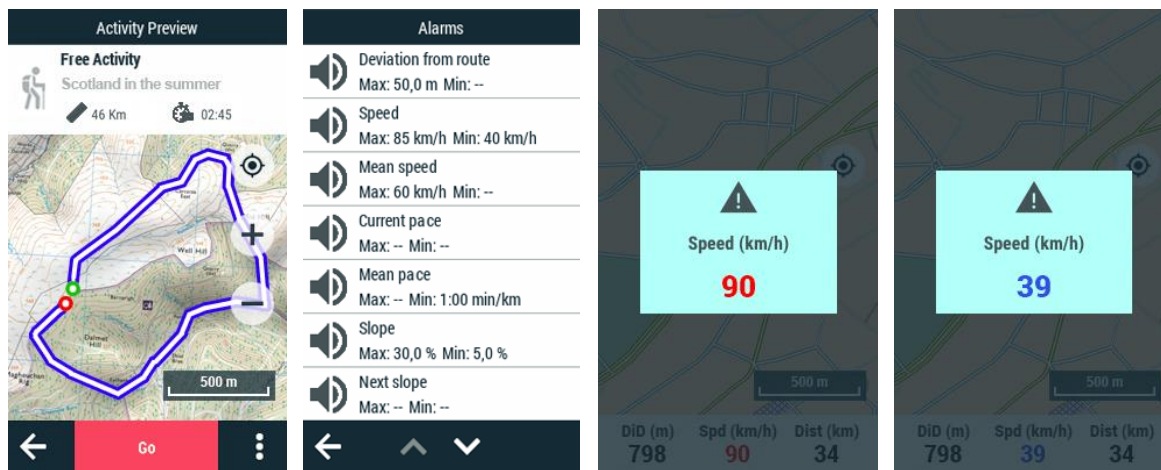 Activity Preview
Free Activity
Scotland in the summer
46 Km 02:45
Well Hill
Dalmet
Hill
500 m
Go
Alarms
Deviation from route
Max: 50,0 m Min: --
Speed
Max: 85 km/h Min: 40 km/h
Mean speed
Max: 60 km/h Min: --
Current pace
Max: -- Min: --
Mean pace
Max: -- Min: 1:00 min/km
Slope
Max: 30,0 % Min: 5,0 %
Next slope
Max: -- Min: --
Speed (km/h)
90
500 m
DiD (m) Spd (km/h) Dist (km)
798 90 34
Speed (km/h)
39
500 m
DiD (m) Spd (km/h) Dist (km)
798 39 34